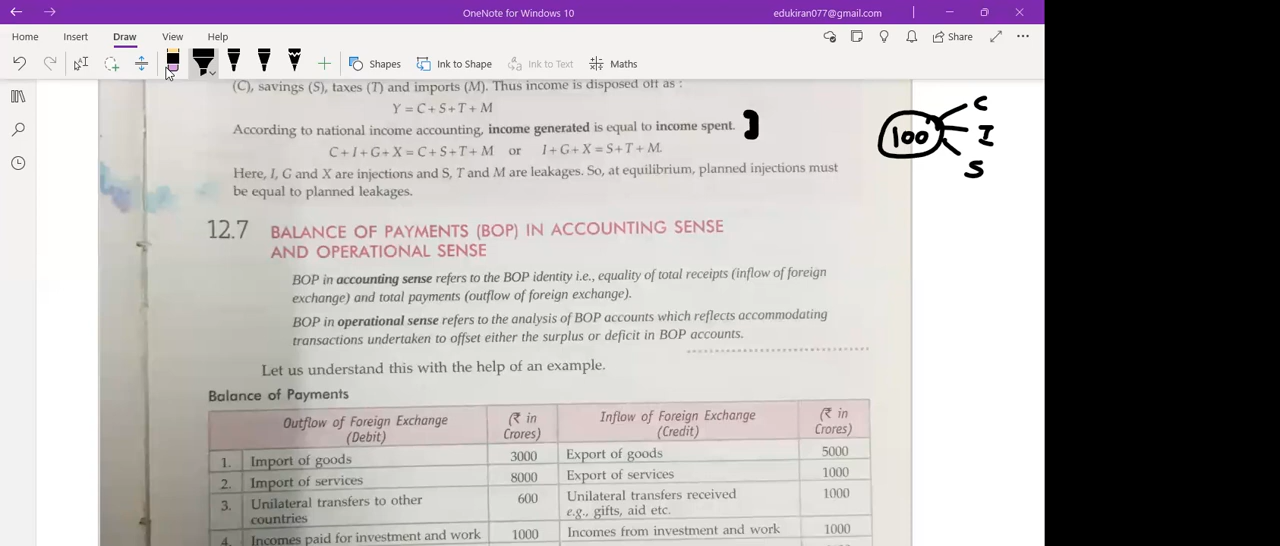 OneNote for Windows 10
edukiran077@gmail.com
Home Insert Draw View Help
Share
Shapes Ink to Shape Ink to Text Maths
(C), savings (S), taxes (T) and imports (M). Thus income is disposed off as :
Y = C + S + T + M
According to national income accounting, income generated is equal to income spent.
C + I + G + X = C + S + T + M or I + G + X = S + T + M.
Here, I, G and X are injections and S, T and M are leakages. So, at equilibrium, planned injections must
be equal to planned leakages.
100
C
I
S
12.7 BALANCE OF PAYMENTS (BOP) IN ACCOUNTING SENSE
AND OPERATIONAL SENSE
BOP in accounting sense refers to the BOP identity i.e., equality of total receipts (inflow of foreign
exchange) and total payments (outflow of foreign exchange).
BOP in operational sense refers to the analysis of BOP accounts which reflects accommodating
transactions undertaken to offset either the surplus or deficit in BOP accounts.
Let us understand this with the help of an example.
Balance of Payments
Outflow of Foreign Exchange (₹ in Inflow of Foreign Exchange (₹ in
(Debit) Crores) (Credit) Crores)
1. Import of goods 3000 Export of goods 5000
2. Import of services 8000 Export of services 1000
3. Unilateral transfers to other 600 Unilateral transfers received 1000
countries e.g., gifts, aid etc.
4. Incomes paid for investment and work 1000 Incomes from investment and work 1000